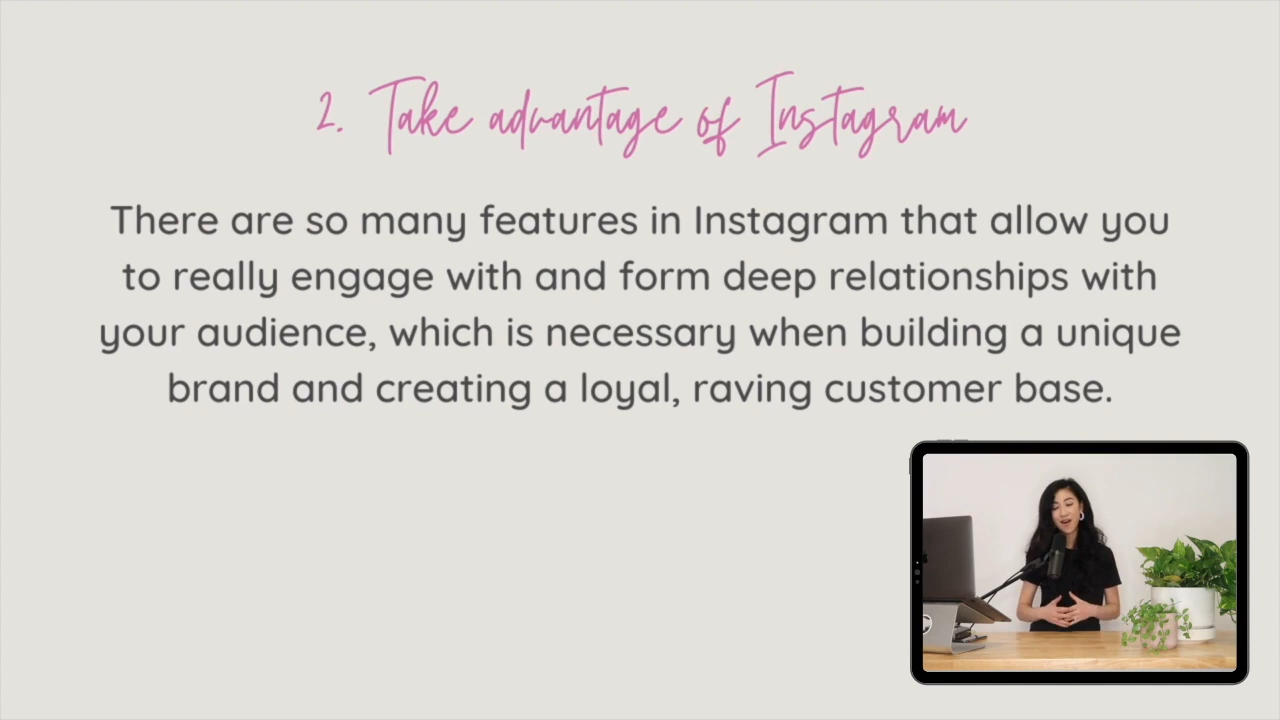 2. Take advantage of Instagram
There are so many features in Instagram that allow you
to really engage with and form deep relationships with
your audience, which is necessary when building a unique
brand and creating a loyal, raving customer base.